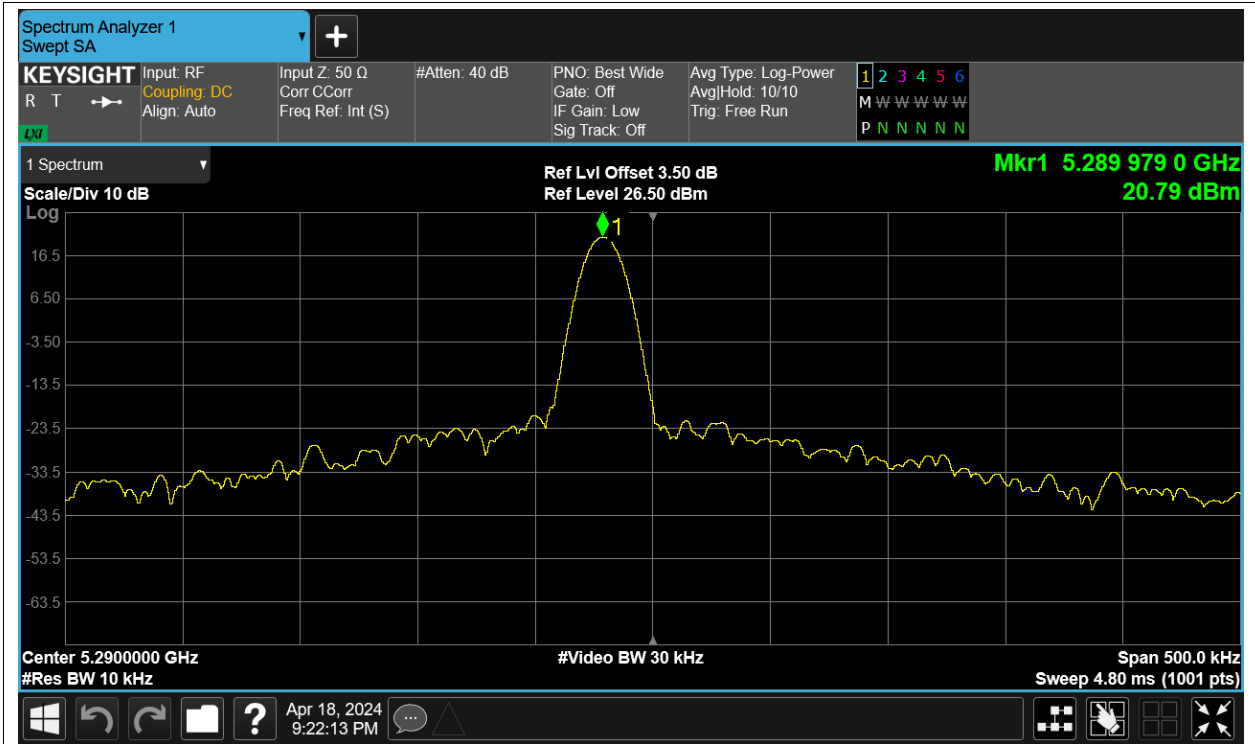 Spectrum Analyzer 1
Swept SA
KEYSIGHT
R T
LXI
Input: RF
Coupling: DC
Align: Auto
Input Z: 50 Ω
Corr CCorr
Freq Ref: Int (S)
#Atten: 40 dB
PNO: Best Wide
Gate: Off
IF Gain: Low
Sig Track: Off
Avg Type: Log-Power
Avg|Hold: 10/10
Trig: Free Run
1 2 3 4 5 6
M W W W W W
P N N N N N
1 Spectrum
Scale/Div 10 dB
Log
Ref Lvl Offset 3.50 dB
Ref Level 26.50 dBm
Mkr1 5.289 979 0 GHz
20.79 dBm
1
16.5
6.50
-3.50
-13.5
-23.5
-33.5
-43.5
-53.5
-63.5
Center 5.2900000 GHz
#Res BW 10 kHz
#Video BW 30 kHz
Span 500.0 kHz
Sweep 4.80 ms (1001 pts)
?
Apr 18, 2024
9:22:13 PM